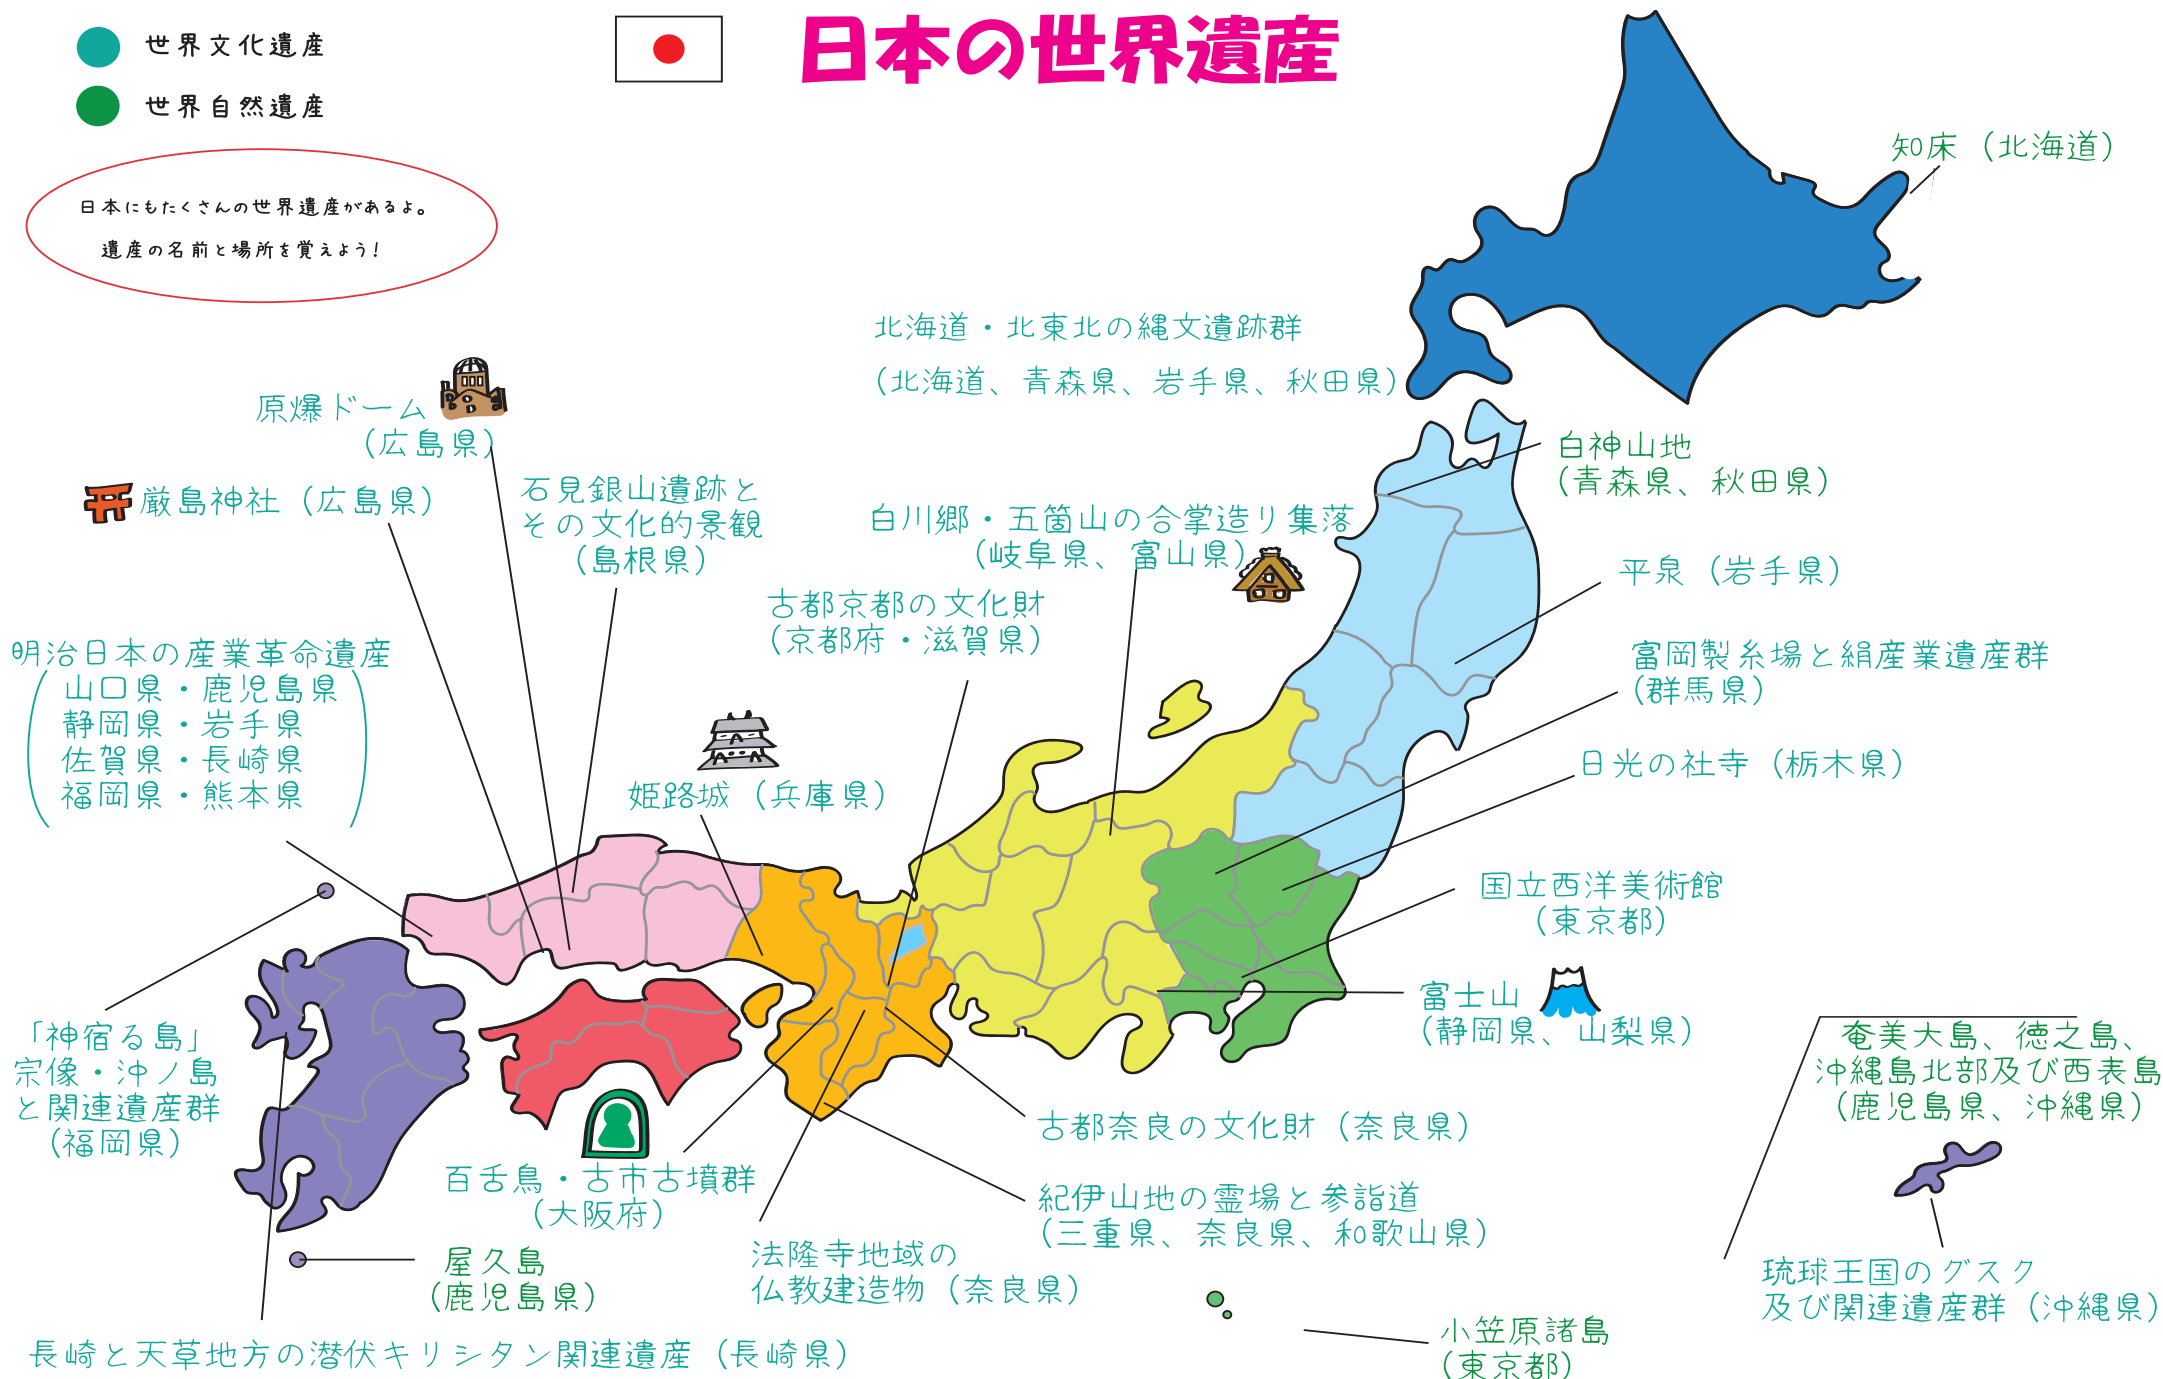 日本の世界遺産
世界文化遺産
世界自然遺産
日本にもたくさんの世界遺産があるよ。
遺産の名前と場所を覚えよう!
知床(北海道)
北海道・北東北の縄文遺跡群
(北海道、青森県、岩手県、秋田県)
原爆ドーム
(広島県)
厳島神社(広島県)
石見銀山遺跡と
その文化的景観
(島根県)
白川郷・五箇山の合掌造り集落
(岐阜県、富山県)
白神山地
(青森県、秋田県)
平泉(岩手県)
古都京都の文化財
(京都府・滋賀県)
明治日本の産業革命遺産
山口県・鹿児島県
静岡県・岩手県
佐賀県・長崎県
福岡県・熊本県
富岡製糸場と絹産業遺産群
(群馬県)
日光の社寺(栃木県)
姫路城(兵庫県)
国立西洋美術館
(東京都)
富士山
(静岡県、山梨県)
「神宿る島」
宗像・沖ノ島
と関連遺産群
(福岡県)
奄美大島、徳之島、
沖縄島北部及び西表島
(鹿児島県、沖縄県)
古都奈良の文化財(奈良県)
百舌鳥・古市古墳群
(大阪府)
紀伊山地の霊場と参詣道
(三重県、奈良県、和歌山県)
屋久島
(鹿児島県)
法隆寺地域の
仏教建造物(奈良県)
琉球王国のグスク
及び関連遺産群(沖縄県)
小笠原諸島
(東京都)
長崎と天草地方の潜伏キリシタン関連遺産(長崎県)